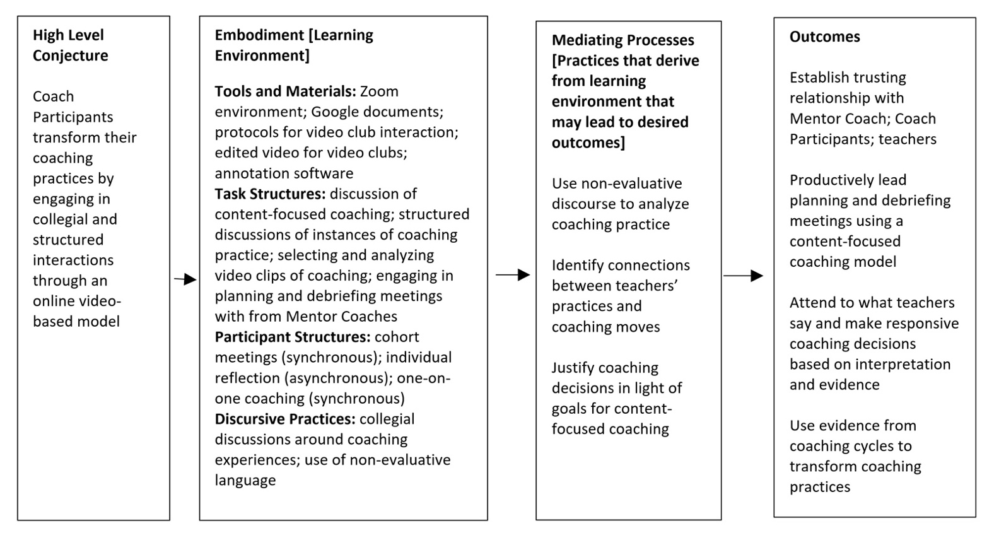 High Level
Conjecture
Coach
Participants
transform their
coaching
practices by
engaging in
collegial and
structured
interactions
through an
online video-
based model
Embodiment [Learning
Environment]
Tools and Materials: Zoom
environment; Google documents;
protocols for video club interaction;
edited video for video clubs;
annotation software
Task Structures: discussion of
content-focused coaching; structured
discussions of instances of coaching
practice; selecting and analyzing
video clips of coaching; engaging in
planning and debriefing meetings
with from Mentor Coaches
Participant Structures: cohort
meetings (synchronous); individual
reflection (asynchronous); one-on-
one coaching (synchronous)
Discursive Practices: collegial
discussions around coaching
experiences; use of non-evaluative
language
Mediating Processes
[Practices that derive
from learning
environment that
may lead to desired
outcomes]
Use non-evaluative
discourse to analyze
coaching practice
Identify connections
between teachers’
practices and
coaching moves
Justify coaching
decisions in light of
goals for content-
focused coaching
Outcomes
Establish trusting
relationship with
Mentor Coach; Coach
Participants; teachers
Productively lead
planning and debriefing
meetings using a
content-focused
coaching model
Attend to what teachers
say and make responsive
coaching decisions
based on interpretation
and evidence
Use evidence from
coaching cycles to
transform coaching
practices